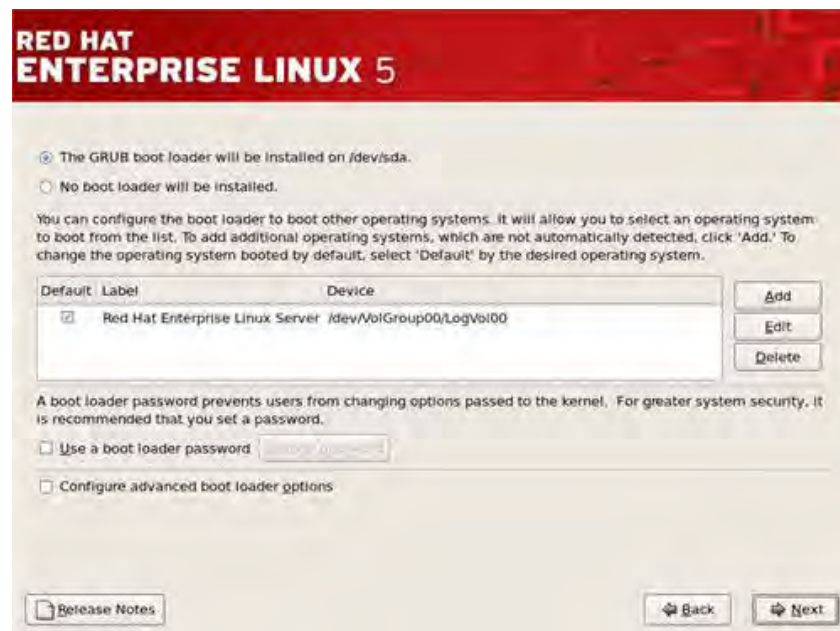 RED HAT
ENTERPRISE LINUX 5
The GRUB boot loader will be installed on /dev/sda.
No boot loader will be installed.
You can configure the boot loader to boot other operating systems. It will allow you to select an operating system
to boot from the list. To add additional operating systems, which are not automatically detected, click 'Add.' To
change the operating system booted by default, select 'Default' by the desired operating system.
Default Label Device
Red Hat Enterprise Linux Server /dev/VolGroup00/LogVol00
Add
Edit
Delete
A boot loader password prevents users from changing options passed to the kernel. For greater system security, it
is recommended that you set a password.
Use a boot loader password
Configure advanced boot loader options
Release Notes
Back
Next